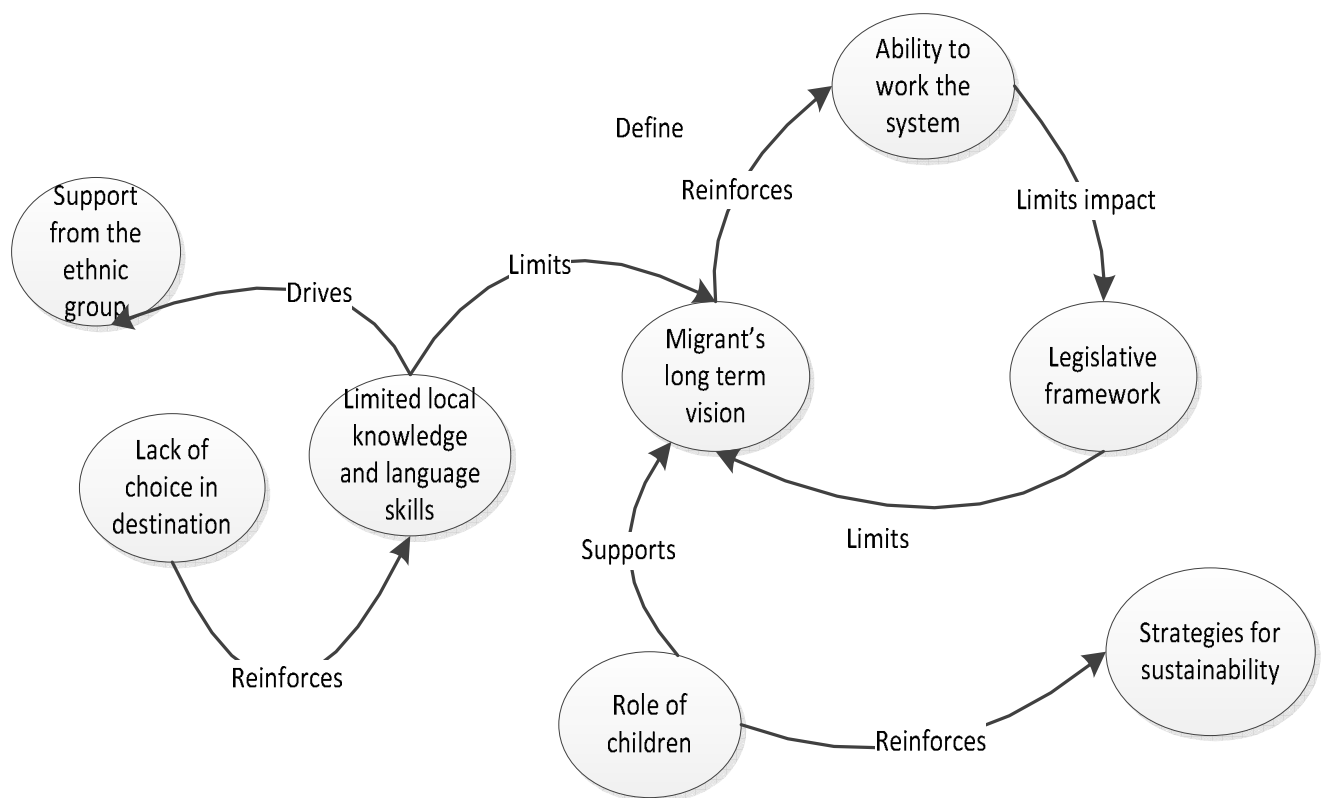 Ability to
work the
system
Define
Reinforces
Limits impact
Support
from the
ethnic
group
Drives
Limits
Migrant’s
long term
vision
Legislative
framework
Limited local
knowledge
and language
skills
Lack of
choice in
destination
Supports
Limits
Reinforces
Strategies for
sustainability
Role of
children
Reinforces